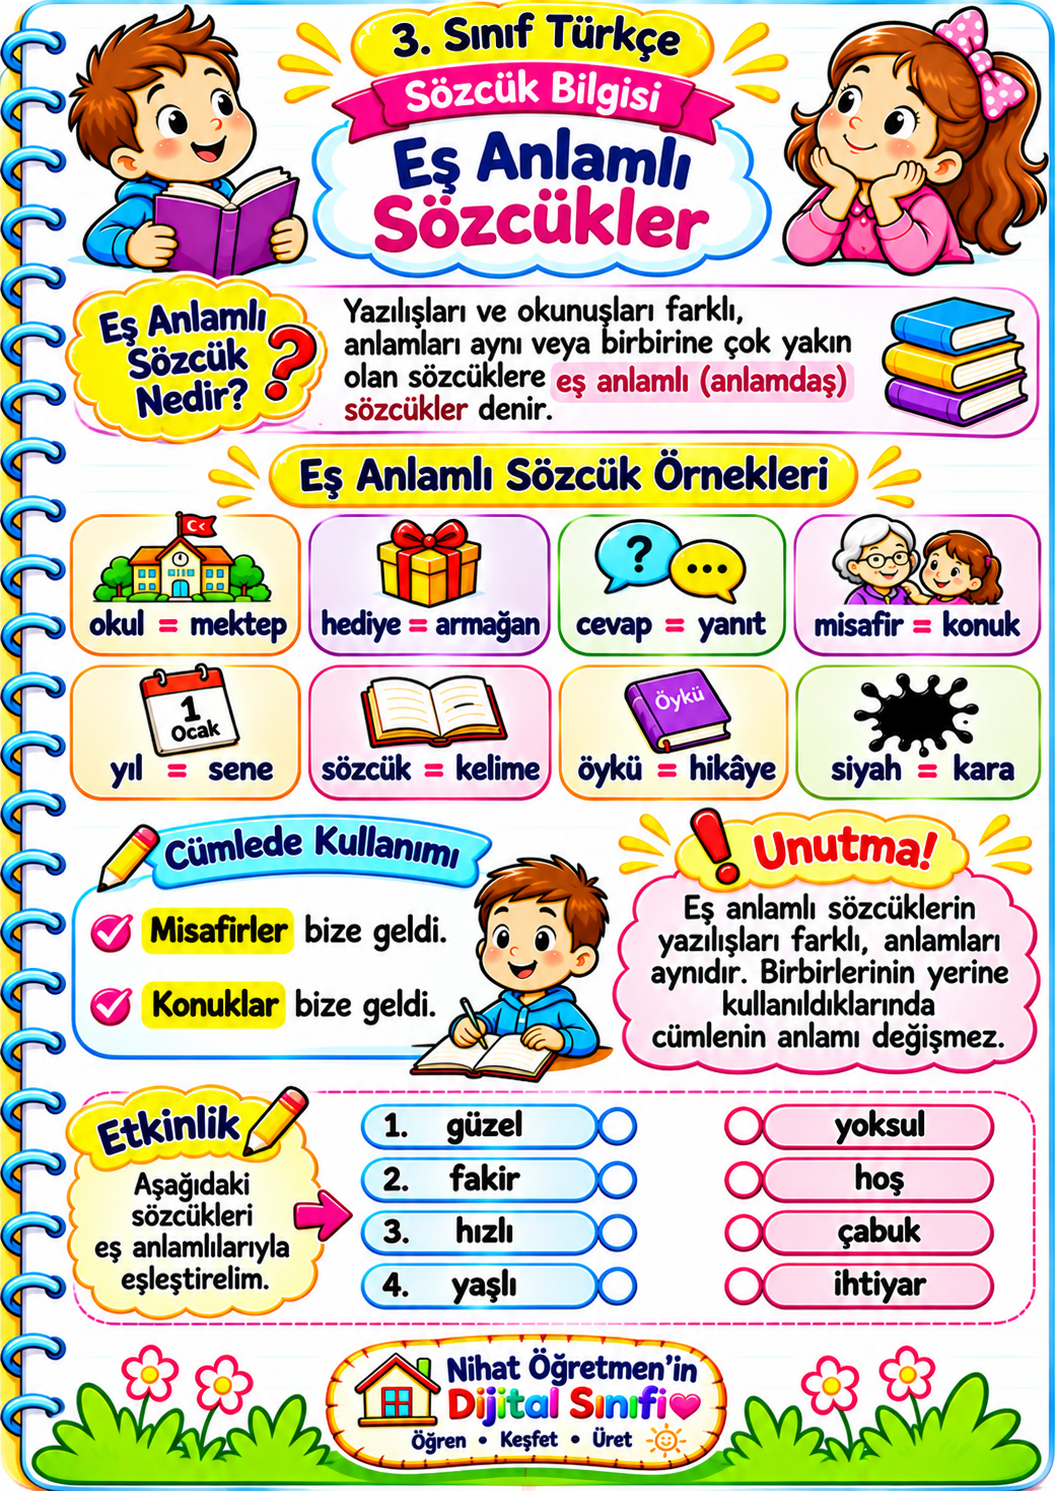 3. Sınıf Türkçe
Sözcük Bilgisi
Eş Anlamlı
Sözcükler
Eş Anlamlı
Sözcük
Nedir?
Yazılışları ve okunuşları farklı,
anlamları aynı veya birbirine çok yakın
olan sözcüklere eş anlamlı (anlamdaş)
sözcükler denir.
Eş Anlamlı Sözcük Örnekleri
okul = mektep
hediye = armağan
?
...
cevap = yanıt
misafir = konuk
1
Ocak
yıl = sene
sözcük = kelime
Öykü
öykü = hikâye
siyah = kara
Cümlede Kullanımı
Misafirler bize geldi.
Konuklar bize geldi.
Unutma!
Eş anlamlı sözcüklerin
yazılışları farklı, anlamları
aynıdır. Birbirlerinin yerine
kullanıldıklarında
cümlenin anlamı değişmez.
Etkinlik
Aşağıdaki
sözcükleri
eş anlamlılarıyla
eşleştirelim.
1. güzel
yoksul
2. fakir
hoş
3. hızlı
çabuk
4. yaşlı
ihtiyar
Nihat Öğretmen'in
Dijital Sınıfı
Öğren • Keşfet • Üret